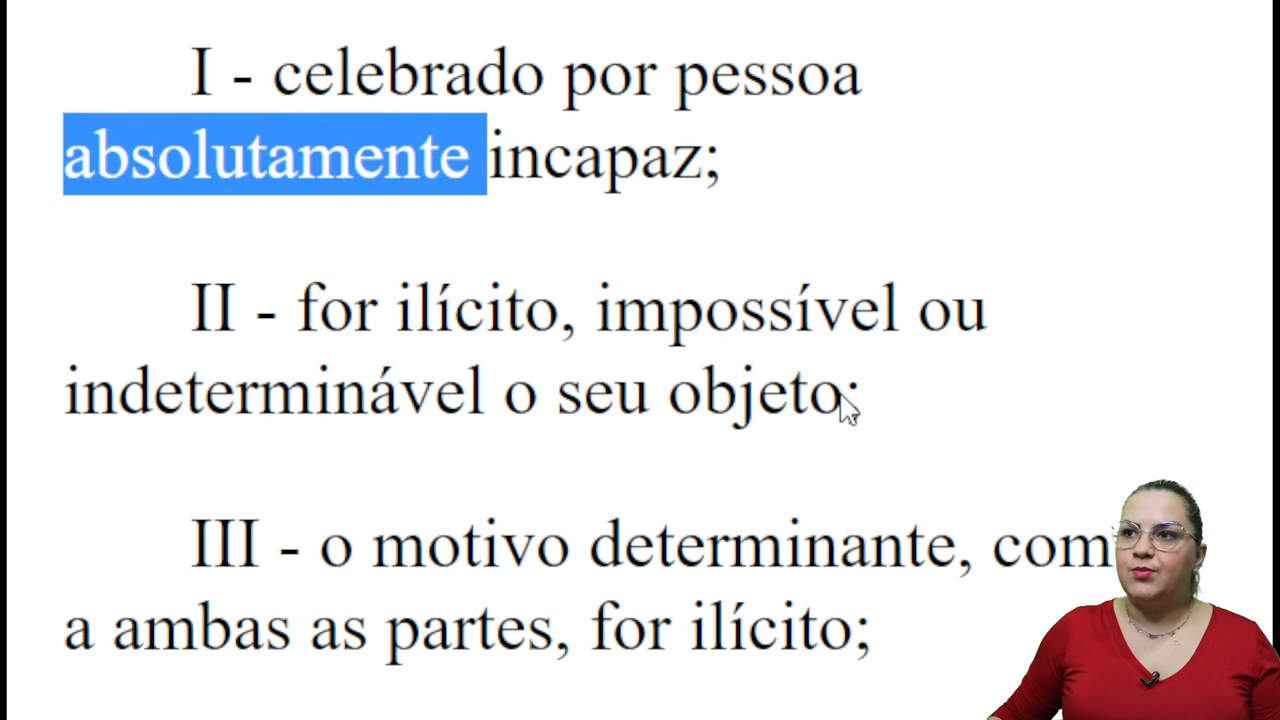 I - celebrado por pessoa
absolutamente incapaz;
II - for ilícito, impossível ou
indeterminável o seu objeto;
III - o motivo determinante, com
a ambas as partes, for ilícito;